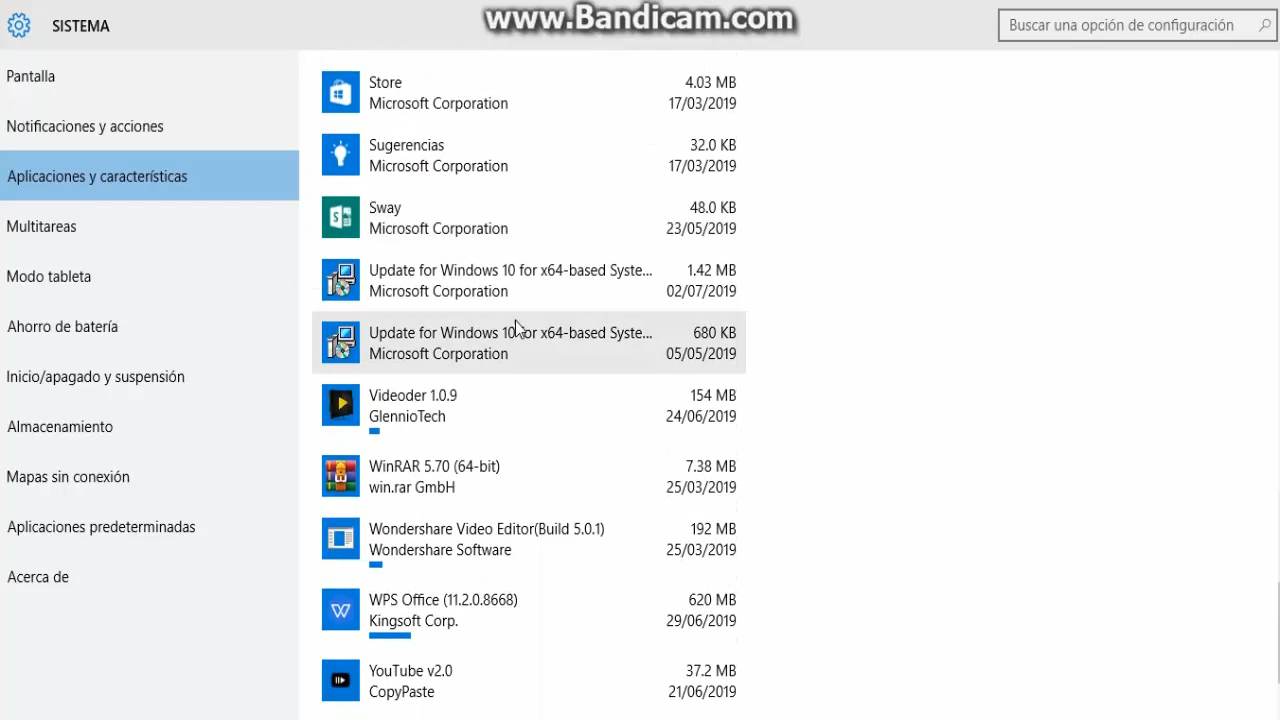 www.Bandicam.com
SISTEMA
Buscar una opción de configuración
Pantalla
Notificaciones y acciones
Aplicaciones y características
Multitareas
Modo tableta
Ahorro de batería
Inicio/apagado y suspensión
Almacenamiento
Mapas sin conexión
Aplicaciones predeterminadas
Acerca de
Store 4.03 MB
Microsoft Corporation 17/03/2019
Sugerencias 32.0 KB
Microsoft Corporation 17/03/2019
Sway 48.0 KB
Microsoft Corporation 23/05/2019
Update for Windows 10 for x64-based Syste... 1.42 MB
Microsoft Corporation 02/07/2019
Update for Windows 10 for x64-based Syste... 680 KB
Microsoft Corporation 05/05/2019
Videoder 1.0.9 154 MB
GlennioTech 24/06/2019
WinRAR 5.70 (64-bit) 7.38 MB
win.rar GmbH 25/03/2019
Wondershare Video Editor(Build 5.0.1) 192 MB
Wondershare Software 25/03/2019
WPS Office (11.2.0.8668) 620 MB
Kingsoft Corp. 29/06/2019
YouTube v2.0 37.2 MB
CopyPaste 21/06/2019